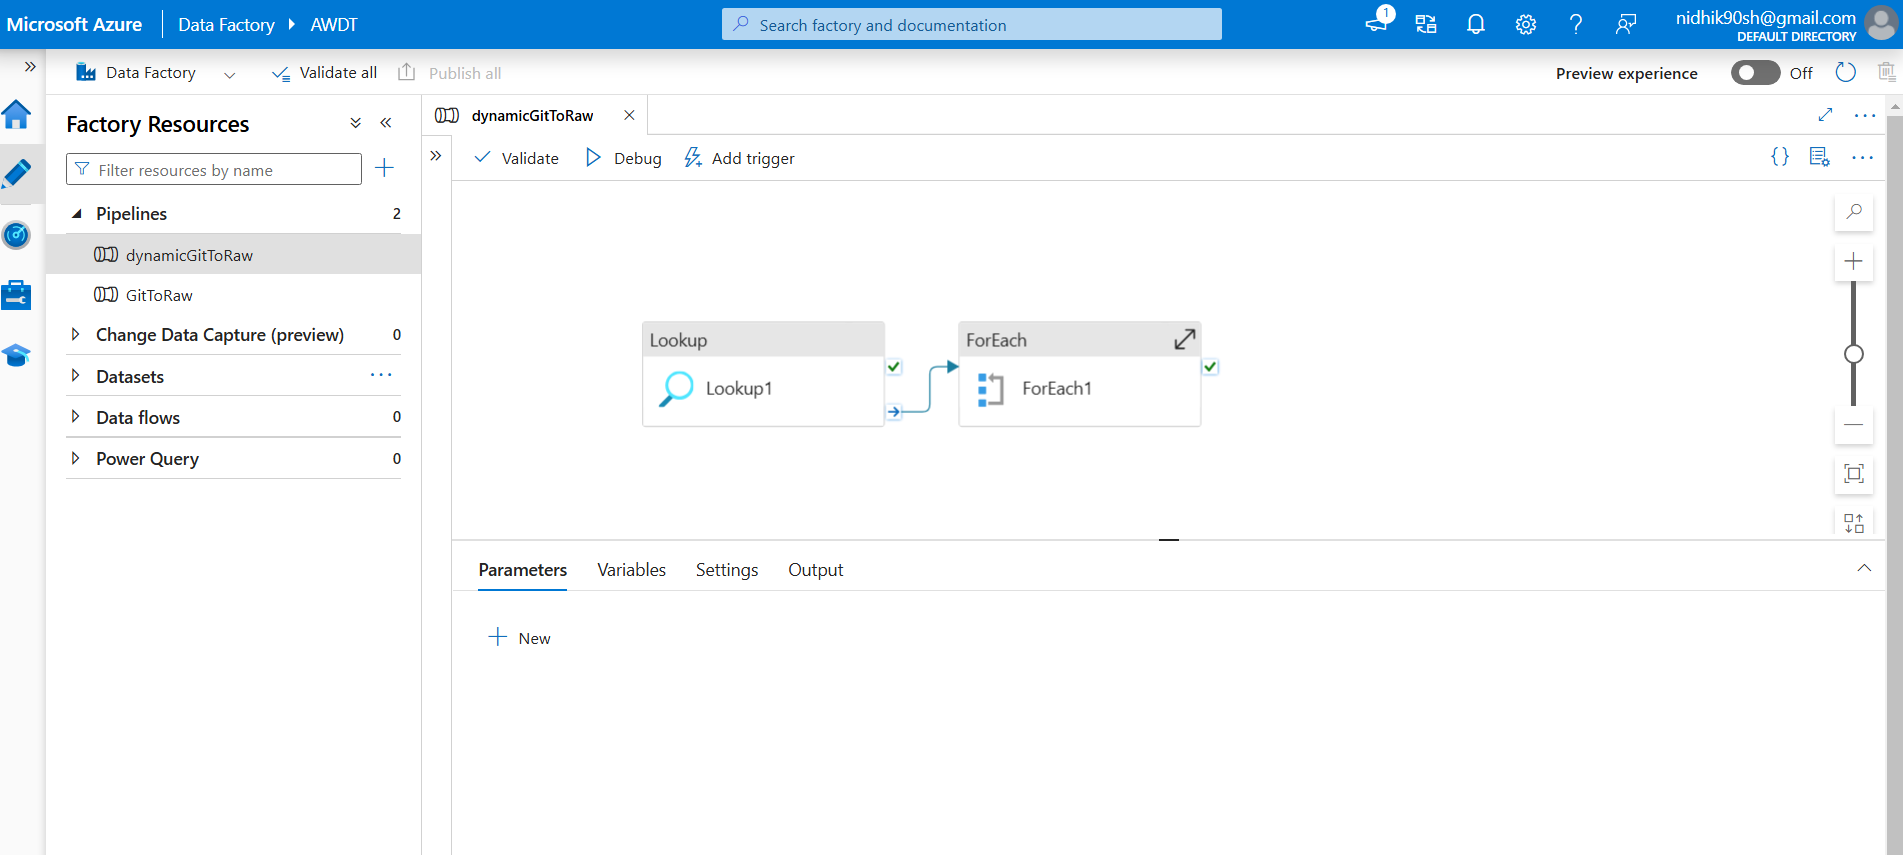 Microsoft Azure
Data Factory
AWDT
Search factory and documentation
1
?
nidhik90sh@gmail.com
DEFAULT DIRECTORY
Data Factory
Validate all
Publish all
Preview experience
Off
Factory Resources
Filter resources by name
Pipelines 2
dynamicGitToRaw
GitToRaw
Change Data Capture (preview) 0
Datasets
Data flows 0
Power Query 0
dynamicGitToRaw
Validate
Debug
Add trigger
{}
Lookup
Lookup1
ForEach
ForEach1
Parameters Variables Settings Output
New